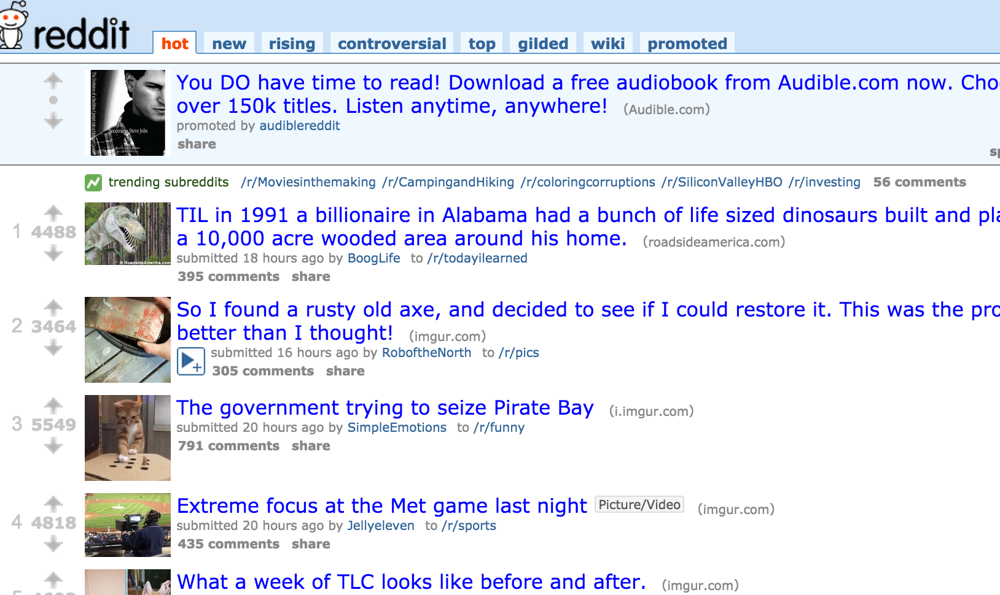 reddit
hot new rising controversial top gilded wiki promoted
You DO have time to read! Download a free audiobook from Audible.com now. Cho
over 150k titles. Listen anytime, anywhere! (Audible.com)
promoted by audiblereddit
share
Becoming Steve Jobs
trending subreddits /r/Moviesinthemaking /r/CampingandHiking /r/coloringcorruptions /r/SiliconValleyHBO /r/investing 56 comments
1 4488
TIL in 1991 a billionaire in Alabama had a bunch of life sized dinosaurs built and pla
a 10,000 acre wooded area around his home. (roadsideamerica.com)
submitted 18 hours ago by BoogLife to /r/todayilearned
395 comments share
© RoadsideAmerica.com
2 3464
So I found a rusty old axe, and decided to see if I could restore it. This was the pro
better than I thought! (imgur.com)
submitted 16 hours ago by RoboftheNorth to /r/pics
305 comments share
3 5549
The government trying to seize Pirate Bay (i.imgur.com)
submitted 20 hours ago by SimpleEmotions to /r/funny
791 comments share
4 4818
Extreme focus at the Met game last night Picture/Video (imgur.com)
submitted 20 hours ago by Jellyeleven to /r/sports
435 comments share
What a week of TLC looks like before and after. (imgur.com)